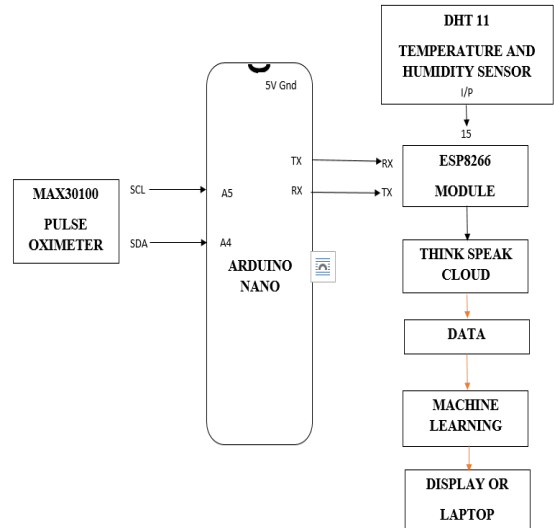 DHT 11
TEMPERATURE AND
HUMIDITY SENSOR
I/P
15
5V Gnd
TX
RX
ESP8266
MODULE
RX
TX
MAX30100
PULSE
OXIMETER
SCL
SDA
A5
A4
ARDUINO
NANO
THINK SPEAK
CLOUD
DATA
MACHINE
LEARNING
DISPLAY OR
LAPTOP